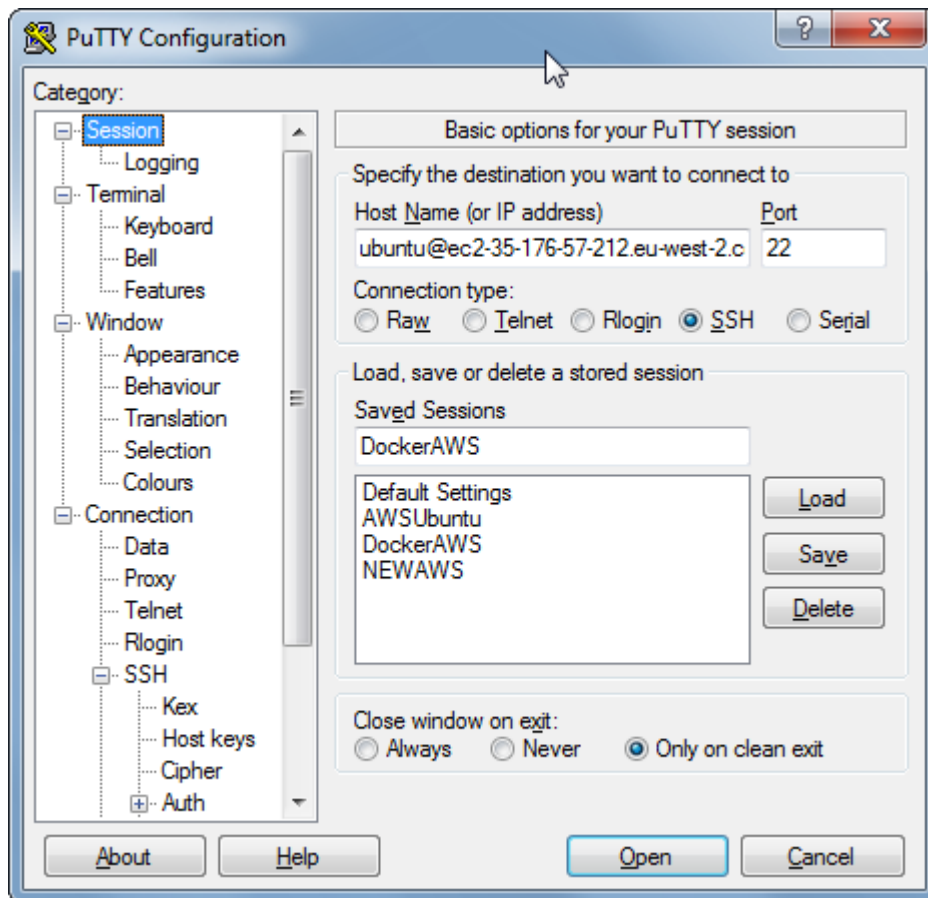 PuTTY Configuration
?
X
Category:
Session
Logging
Terminal
Keyboard
Bell
Features
Window
Appearance
Behaviour
Translation
Selection
Colours
Connection
Data
Proxy
Telnet
Rlogin
SSH
Kex
Host keys
Cipher
Auth
Basic options for your PuTTY session
Specify the destination you want to connect to
Host Name (or IP address) Port
ubuntu@ec2-35-176-57-212.eu-west-2.c 22
Connection type:
Raw Telnet Rlogin SSH Serial
Load, save or delete a stored session
Saved Sessions
DockerAWS
Default Settings
AWSUbuntu
DockerAWS
NEWAWS
Load
Save
Delete
Close window on exit:
Always Never Only on clean exit
About Help Open Cancel